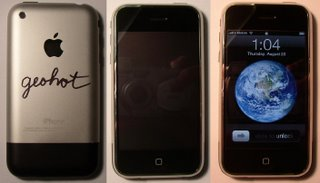 geohot
iPhone
1:04
Thursday, August 23
slide to unlock